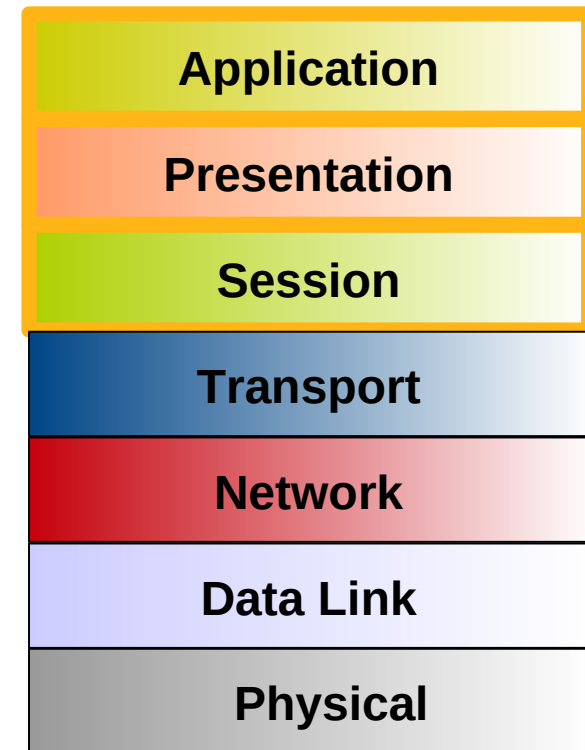 Application
Presentation
Session
Transport
Network
Data Link
Physical